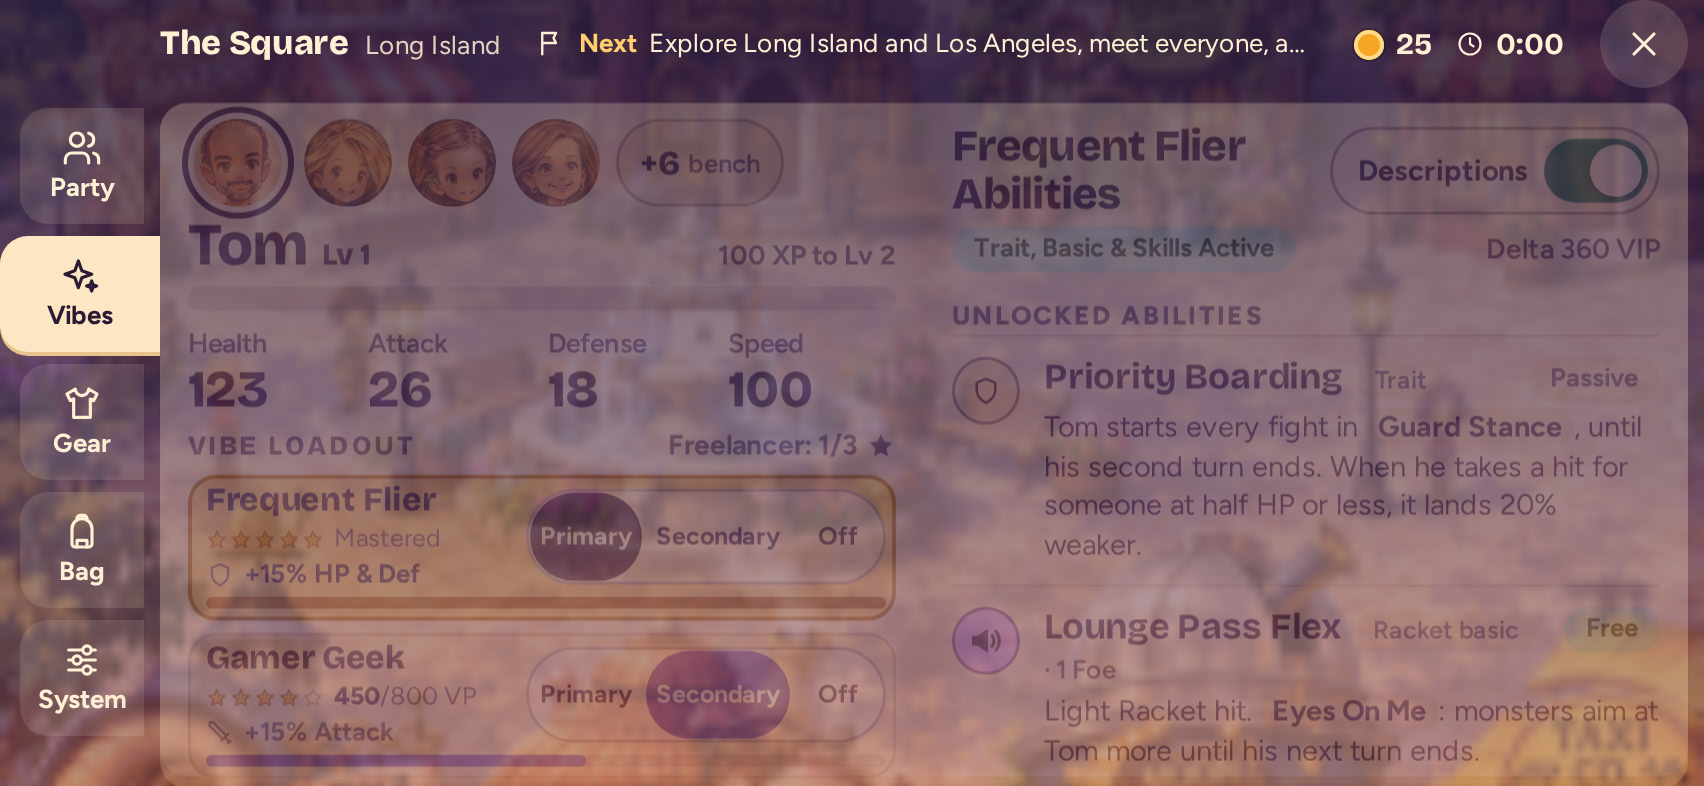 The Square Long Island
Next Explore Long Island and Los Angeles, meet everyone, a...
25 0:00
Party
Vibes
Gear
Bag
System
+6 bench
Tom Lv 1 100 XP to Lv 2
Health Attack Defense Speed
123 26 18 100
VIBE LOADOUT Freelancer: 1/3 ★
Frequent Flier
Mastered
+15% HP & Def
Primary Secondary Off
Gamer Geek
450/800 VP
+15% Attack
Primary Secondary Off
Frequent Flier
Abilities
Descriptions
Trait, Basic & Skills Active Delta 360 VIP
UNLOCKED ABILITIES
Priority Boarding Trait Passive
Tom starts every fight in Guard Stance , until
his second turn ends. When he takes a hit for
someone at half HP or less, it lands 20%
weaker.
Lounge Pass Flex Racket basic Free
· 1 Foe
Light Racket hit. Eyes On Me : monsters aim at
Tom more until his next turn ends.
TAXI